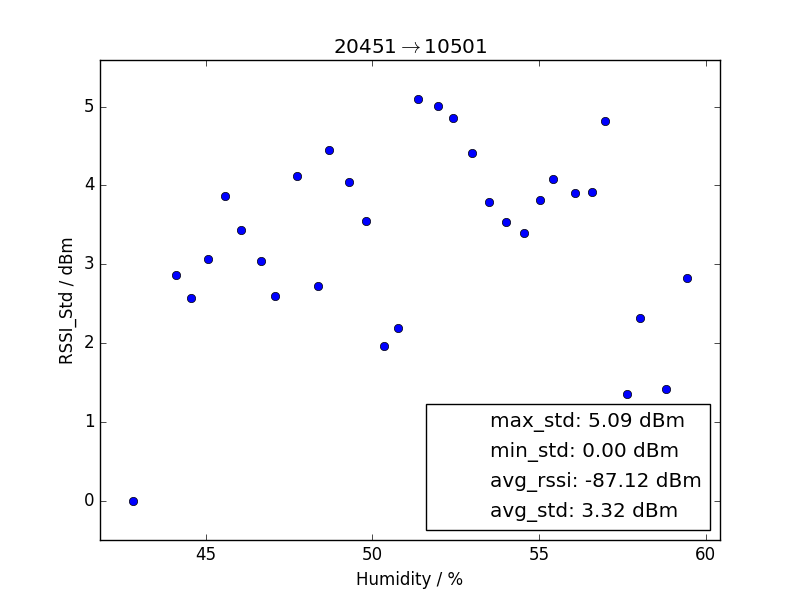 20451→10501
RSSI_Std / dBm
5
4
3
2
1
0
max_std: 5.09 dBm
min_std: 0.00 dBm
avg_rssi: -87.12 dBm
avg_std: 3.32 dBm
45 50 55 60
Humidity / %